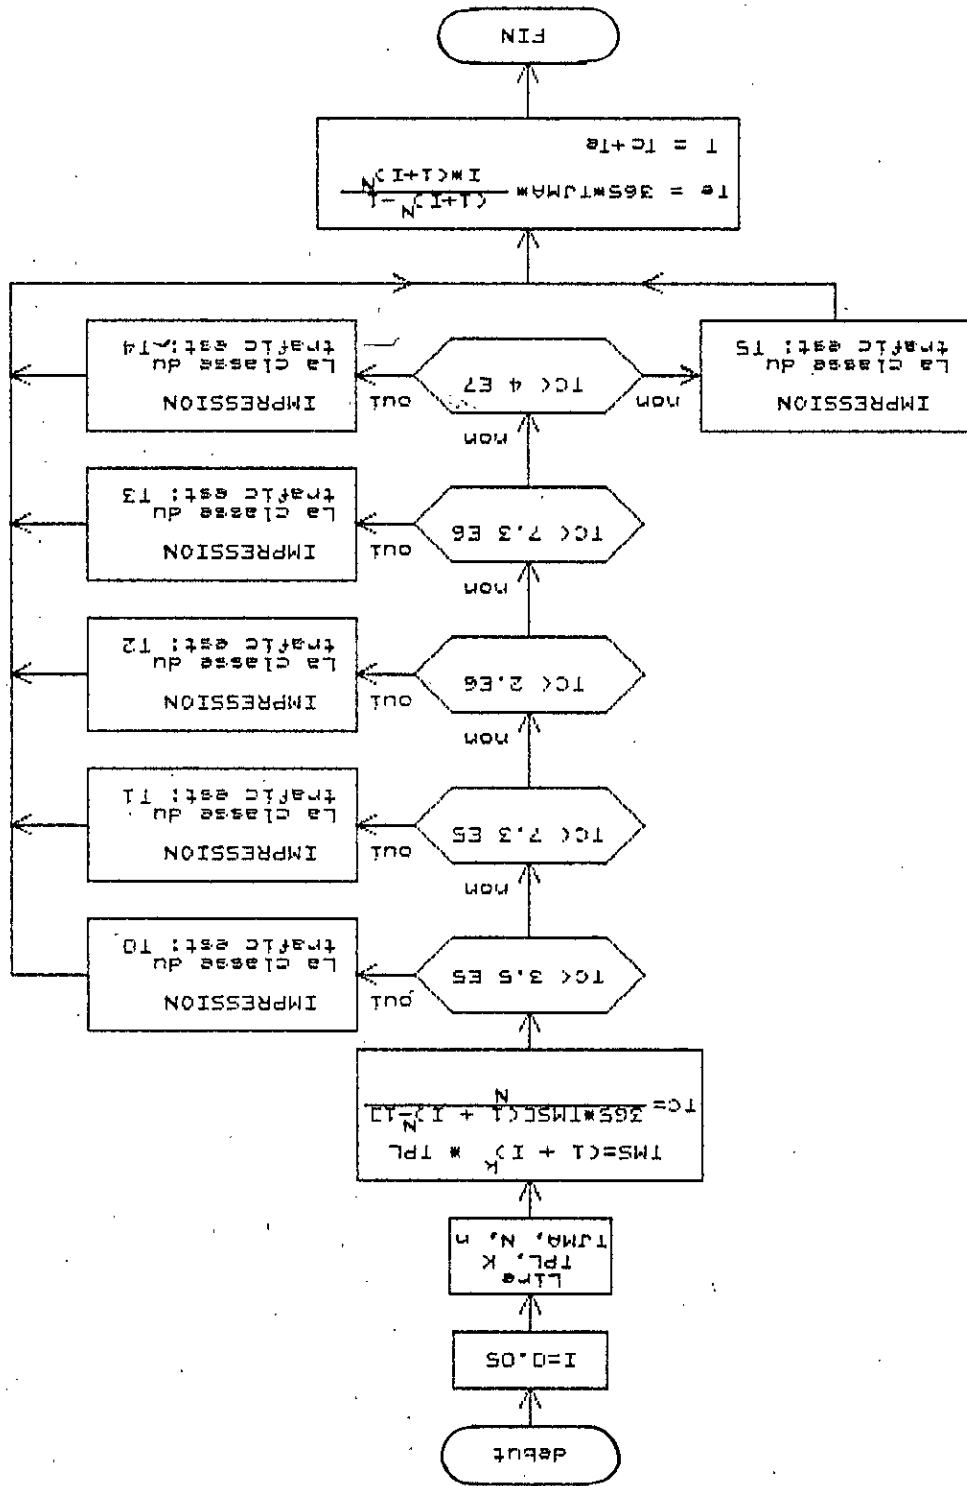 debut
I=0.05
Lire
TPL, K
TJMA, N, n
TMS=(1 + I)^K * TPL
TC= 365*TMS[(1 + I)^N-1]
N
TC< 3.5 E5
oui
IMPRESSION
La classe du
trafic est: T0
non
TC< 7.3 E5
oui
IMPRESSION
La classe du
trafic est: T1
non
TC< 2.E6
oui
IMPRESSION
La classe du
trafic est: T2
non
TC< 7.3 E6
oui
IMPRESSION
La classe du
trafic est: T3
non
TC< 4 E7
oui
IMPRESSION
La classe du
trafic est: T4
non
IMPRESSION
La classe du
trafic est: T5
Te = 365*TJMA* (1+I)^N -1
I*(1+I)^N
T = Tc+Te
FIN